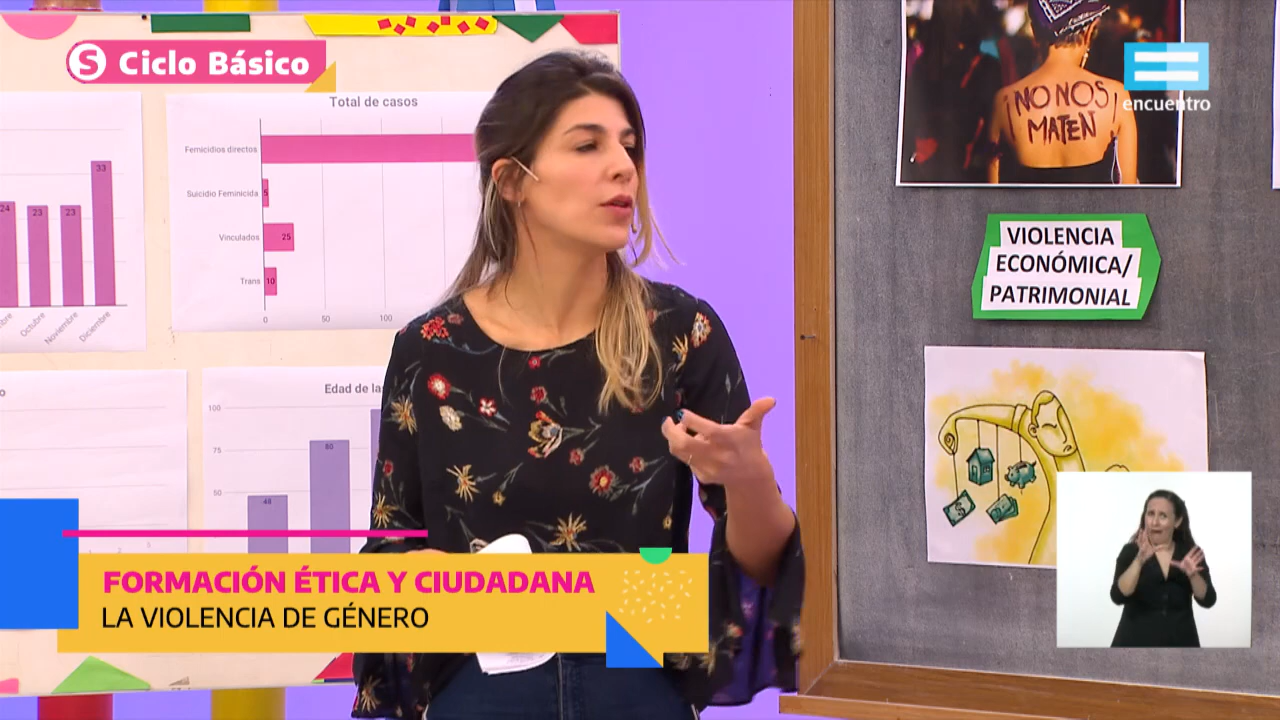 S Ciclo Básico
encuentro
NO NOS
MATEN
VIOLENCIA
ECONÓMICA/
PATRIMONIAL
Total de casos
Femicidios directos
Suicidio Feminicida
5
Vinculados
25
Trans
10
0
50
100
24
23
23
33
Octubre
Noviembre
Diciembre
Edad de la
100
75
50
48
80
FORMACIÓN ÉTICA Y CIUDADANA
LA VIOLENCIA DE GÉNERO